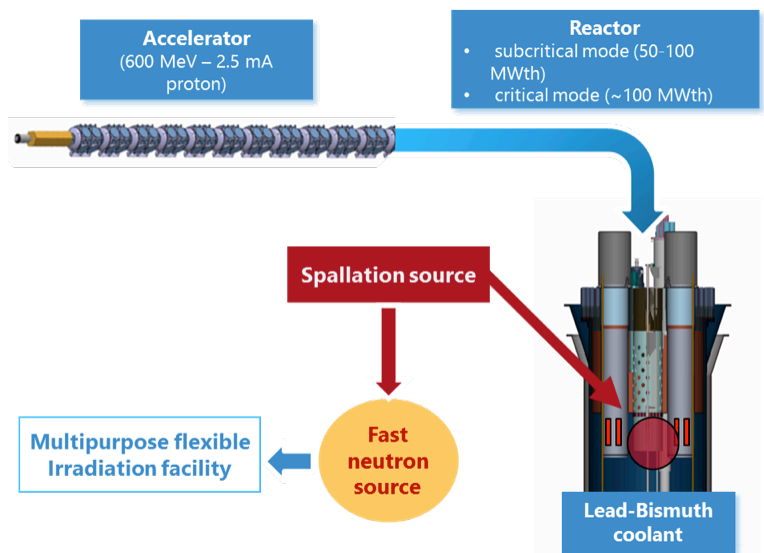 Accelerator
(600 MeV – 2.5 mA
proton)
Reactor
• subcritical mode (50-100
MWth)
• critical mode (~100 MWth)
Spallation source
Fast
neutron
source
Multipurpose flexible
Irradiation facility
Lead-Bismuth
coolant